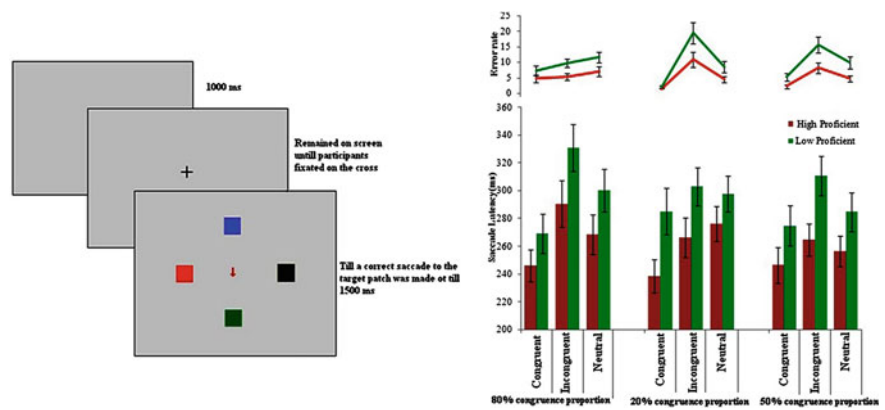 1000 ms
Remained on screen
untill participants
fixated on the cross
Till a correct saccade to the
target patch was made ot till
1500 ms
Error rate
25
20
15
10
5
0
Saccade Latency(ms)
360
340
320
300
280
260
240
220
200
High Proficient
Low Proficient
Congruent
Incongruent
Neutral
Congruent
Incongruent
Neutral
Congruent
Incongruent
Neutral
80% congruence proportion
20% congruence proportion
50% congruence proportion